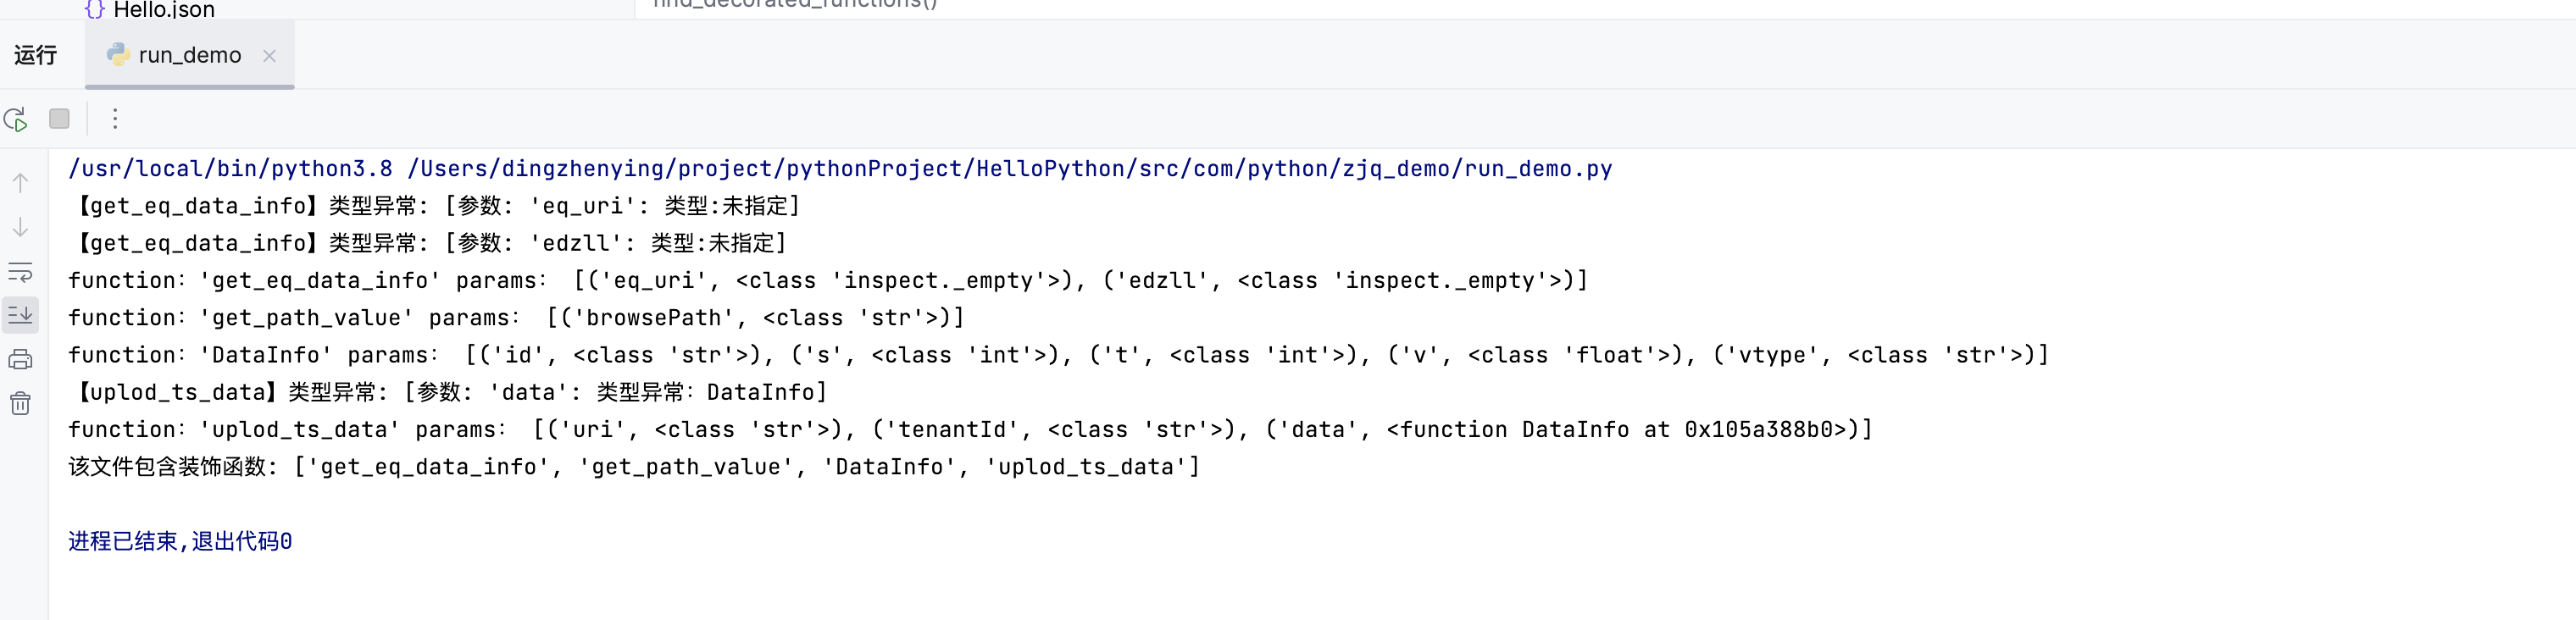 {} Hello.json
find_decorated_functions()
运行
run_demo
/usr/local/bin/python3.8 /Users/dingzhenying/project/pythonProject/HelloPython/src/com/python/zjq_demo/run_demo.py
【get_eq_data_info】类型异常: [参数: 'eq_uri': 类型:未指定]
【get_eq_data_info】类型异常: [参数: 'edzll': 类型:未指定]
function：'get_eq_data_info' params： [('eq_uri', <class 'inspect._empty'>), ('edzll', <class 'inspect._empty'>)]
function：'get_path_value' params： [('browsePath', <class 'str'>)]
function：'DataInfo' params： [('id', <class 'str'>), ('s', <class 'int'>), ('t', <class 'int'>), ('v', <class 'float'>), ('vtype', <class 'str'>)]
【uplod_ts_data】类型异常: [参数: 'data': 类型异常：DataInfo]
function：'uplod_ts_data' params： [('uri', <class 'str'>), ('tenantId', <class 'str'>), ('data', <function DataInfo at 0x105a388b0>)]
该文件包含装饰函数: ['get_eq_data_info', 'get_path_value', 'DataInfo', 'uplod_ts_data']
进程已结束,退出代码0